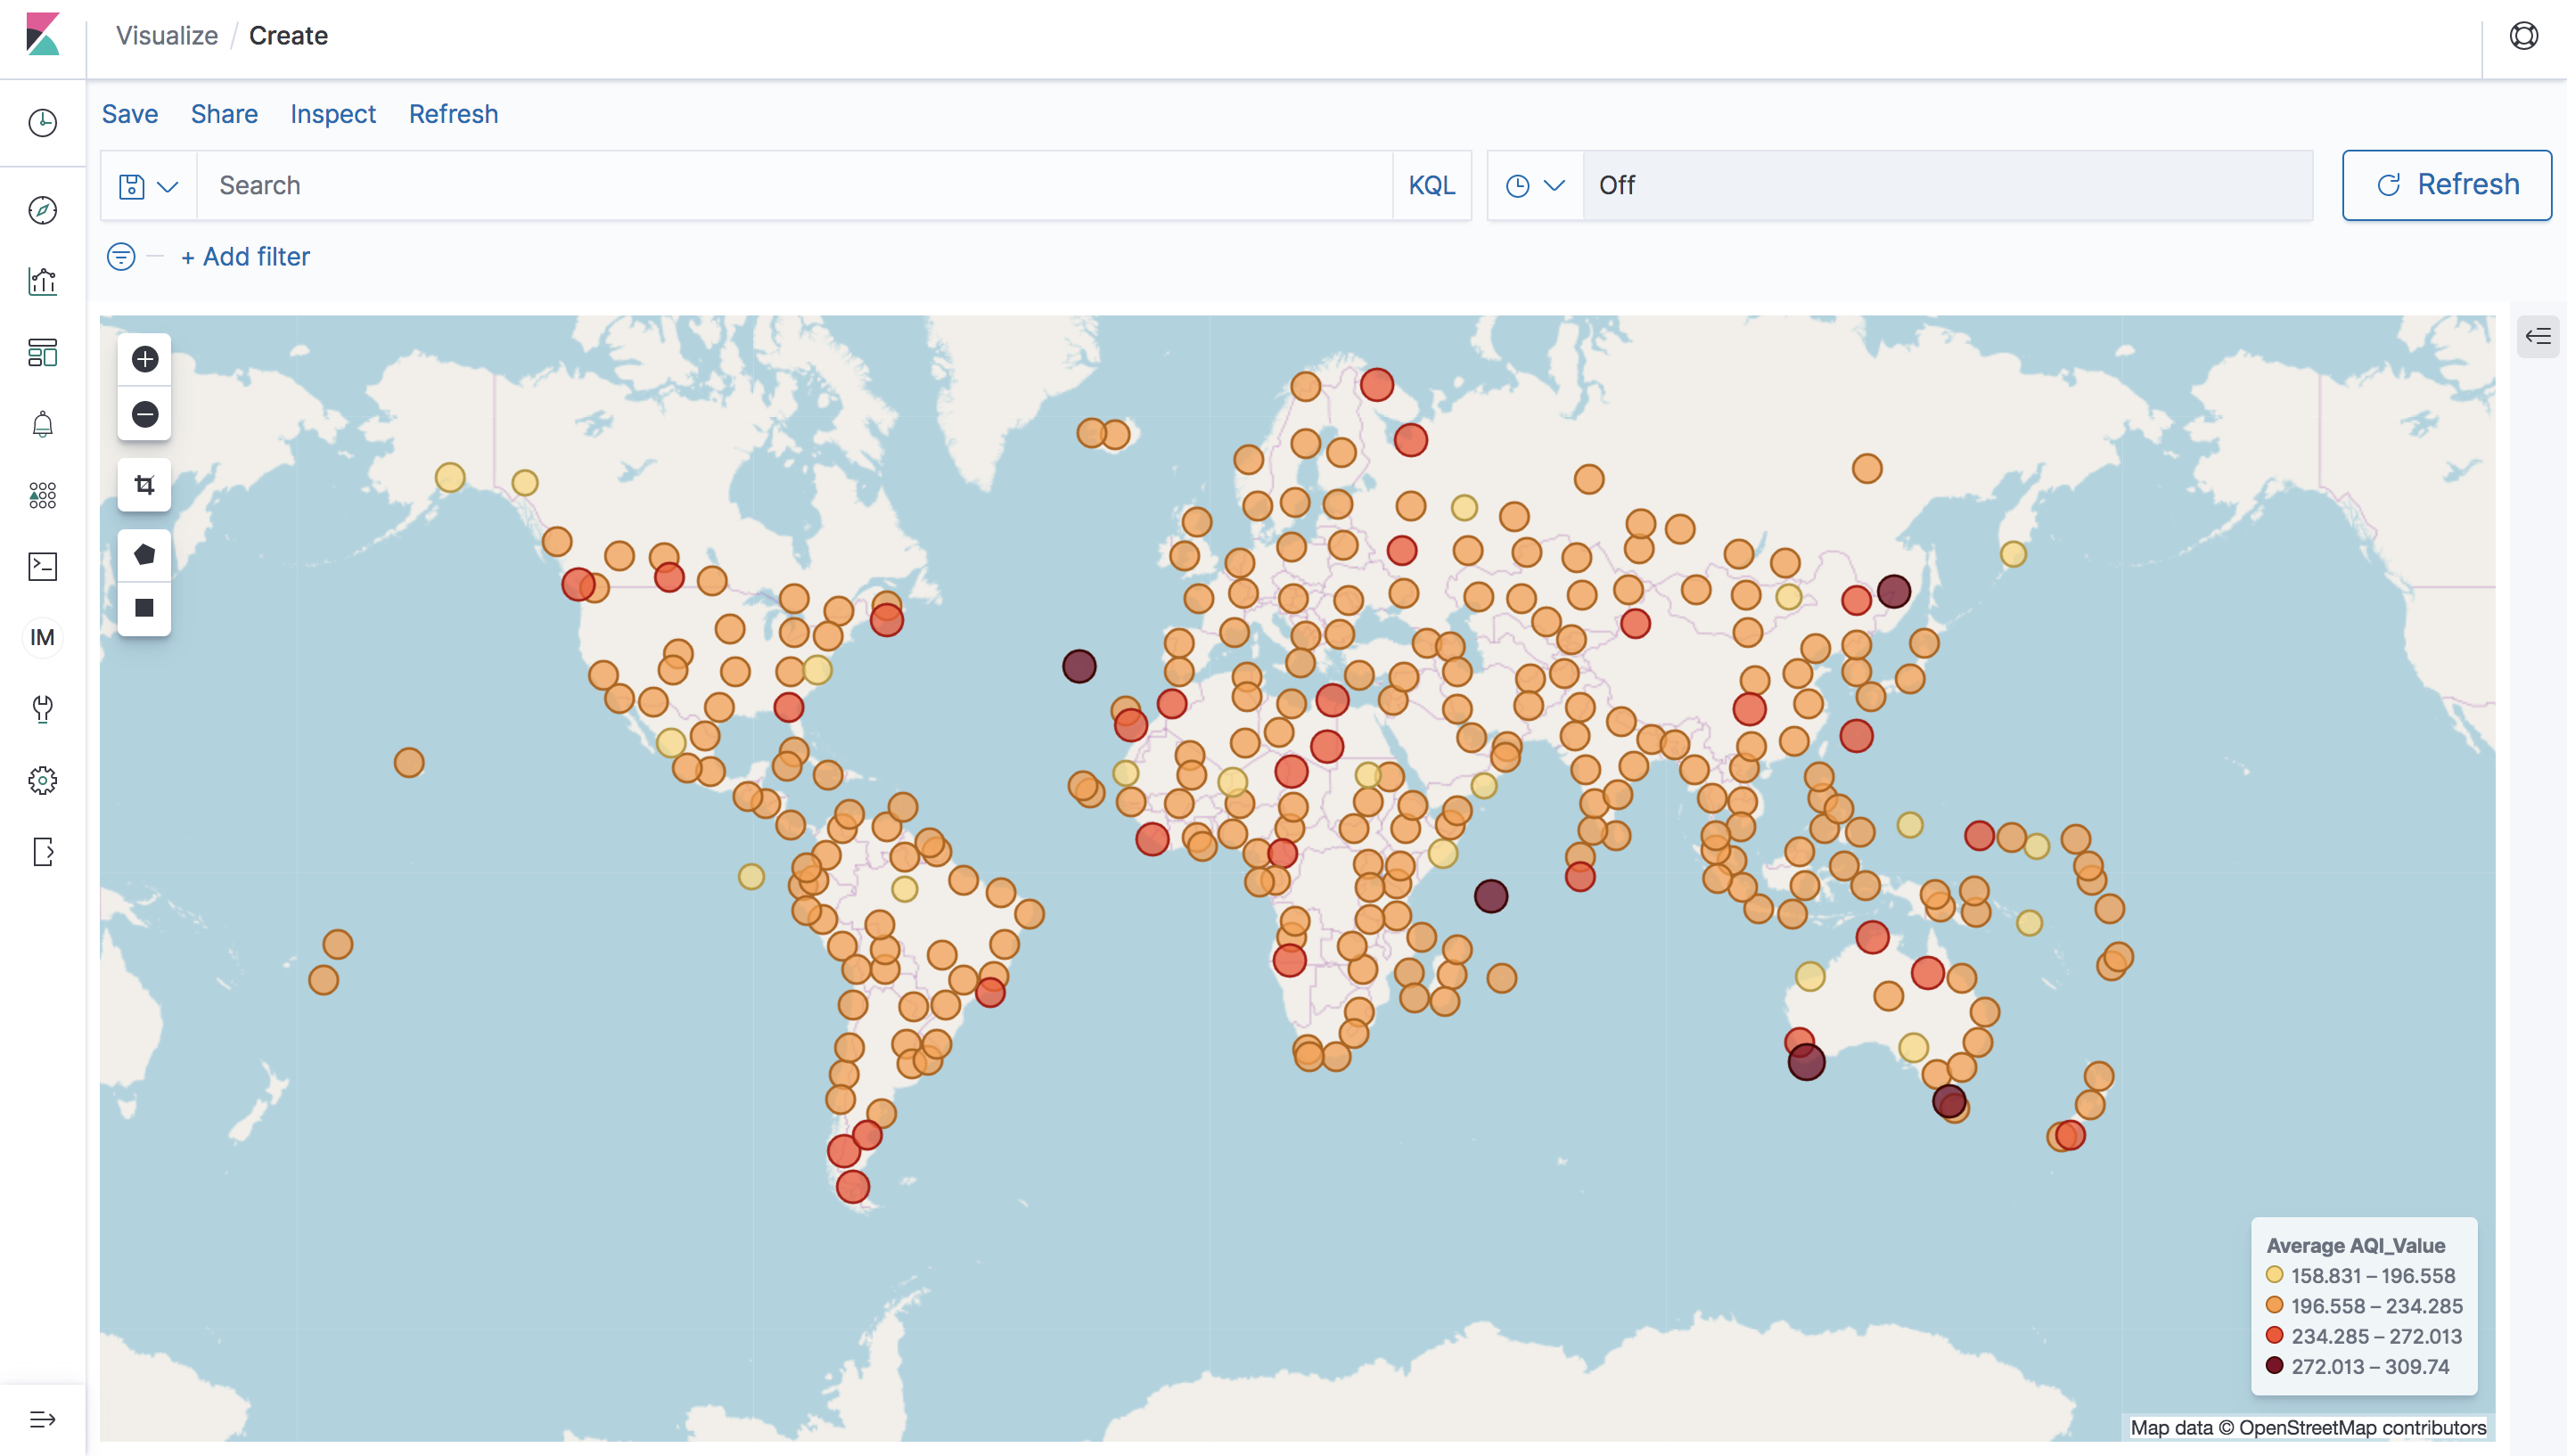 Visualize / Create
Save Share Inspect Refresh
Search KQL Off Refresh
+ Add filter
IM
Average AQI_Value
158.831 – 196.558
196.558 – 234.285
234.285 – 272.013
272.013 – 309.74
Map data © OpenStreetMap contributors